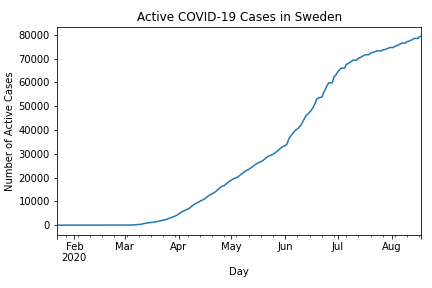 Active COVID-19 Cases in Sweden
Number of Active Cases
80000
70000
60000
50000
40000
30000
20000
10000
0
Feb Mar Apr May Jun Jul Aug
2020
Day